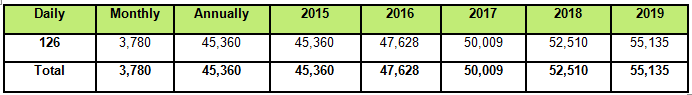 Daily Monthly Annually 2015 2016 2017 2018 2019
126 3,780 45,360 45,360 47,628 50,009 52,510 55,135
Total 3,780 45,360 45,360 47,628 50,009 52,510 55,135